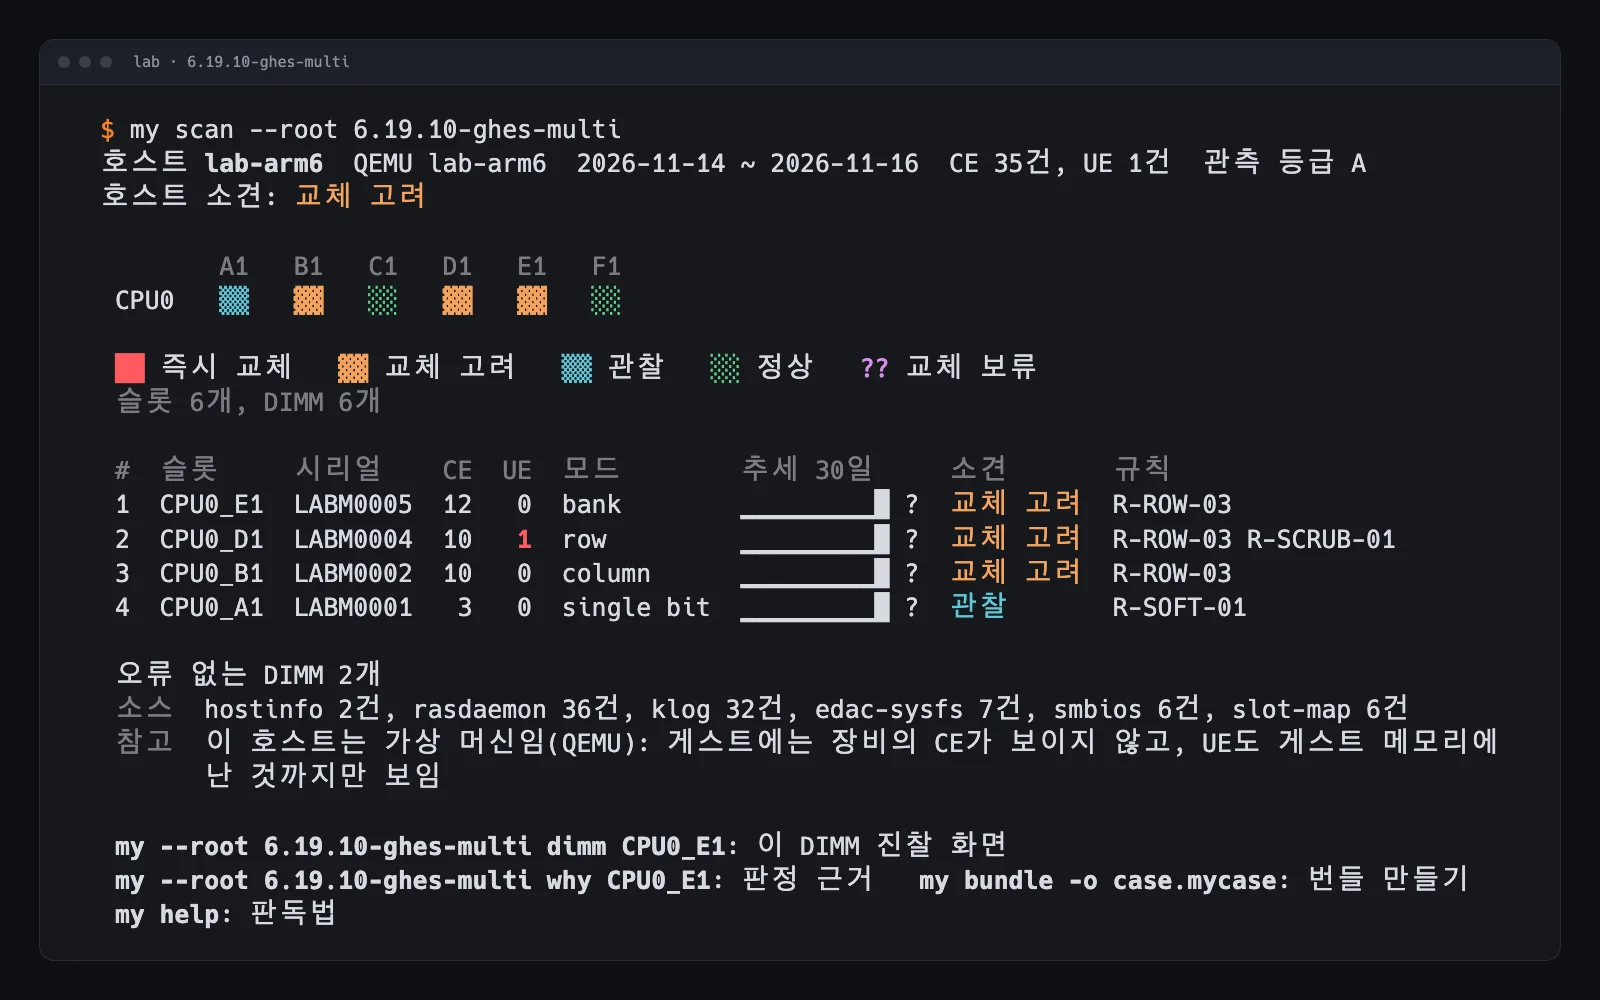 lab · 6.19.10-ghes-multi
$ my scan --root 6.19.10-ghes-multi
호스트 lab-arm6 QEMU lab-arm6 2026-11-14 ~ 2026-11-16 CE 35건, UE 1건 관측 등급 A
호스트 소견: 교체 고려
A1 B1 C1 D1 E1 F1
CPU0
즉시 교체 교체 고려 관찰 정상 ?? 교체 보류
슬롯 6개, DIMM 6개
# 슬롯 시리얼 CE UE 모드 추세 30일 소견 규칙
1 CPU0_E1 LABM0005 12 0 bank ? 교체 고려 R-ROW-03
2 CPU0_D1 LABM0004 10 1 row ? 교체 고려 R-ROW-03 R-SCRUB-01
3 CPU0_B1 LABM0002 10 0 column ? 교체 고려 R-ROW-03
4 CPU0_A1 LABM0001 3 0 single bit ? 관찰 R-SOFT-01
오류 없는 DIMM 2개
소스 hostinfo 2건, rasdaemon 36건, klog 32건, edac-sysfs 7건, smbios 6건, slot-map 6건
참고 이 호스트는 가상 머신임(QEMU): 게스트에는 장비의 CE가 보이지 않고, UE도 게스트 메모리에
난 것까지만 보임
my --root 6.19.10-ghes-multi dimm CPU0_E1: 이 DIMM 진찰 화면
my --root 6.19.10-ghes-multi why CPU0_E1: 판정 근거 my bundle -o case.mycase: 번들 만들기
my help: 판독법